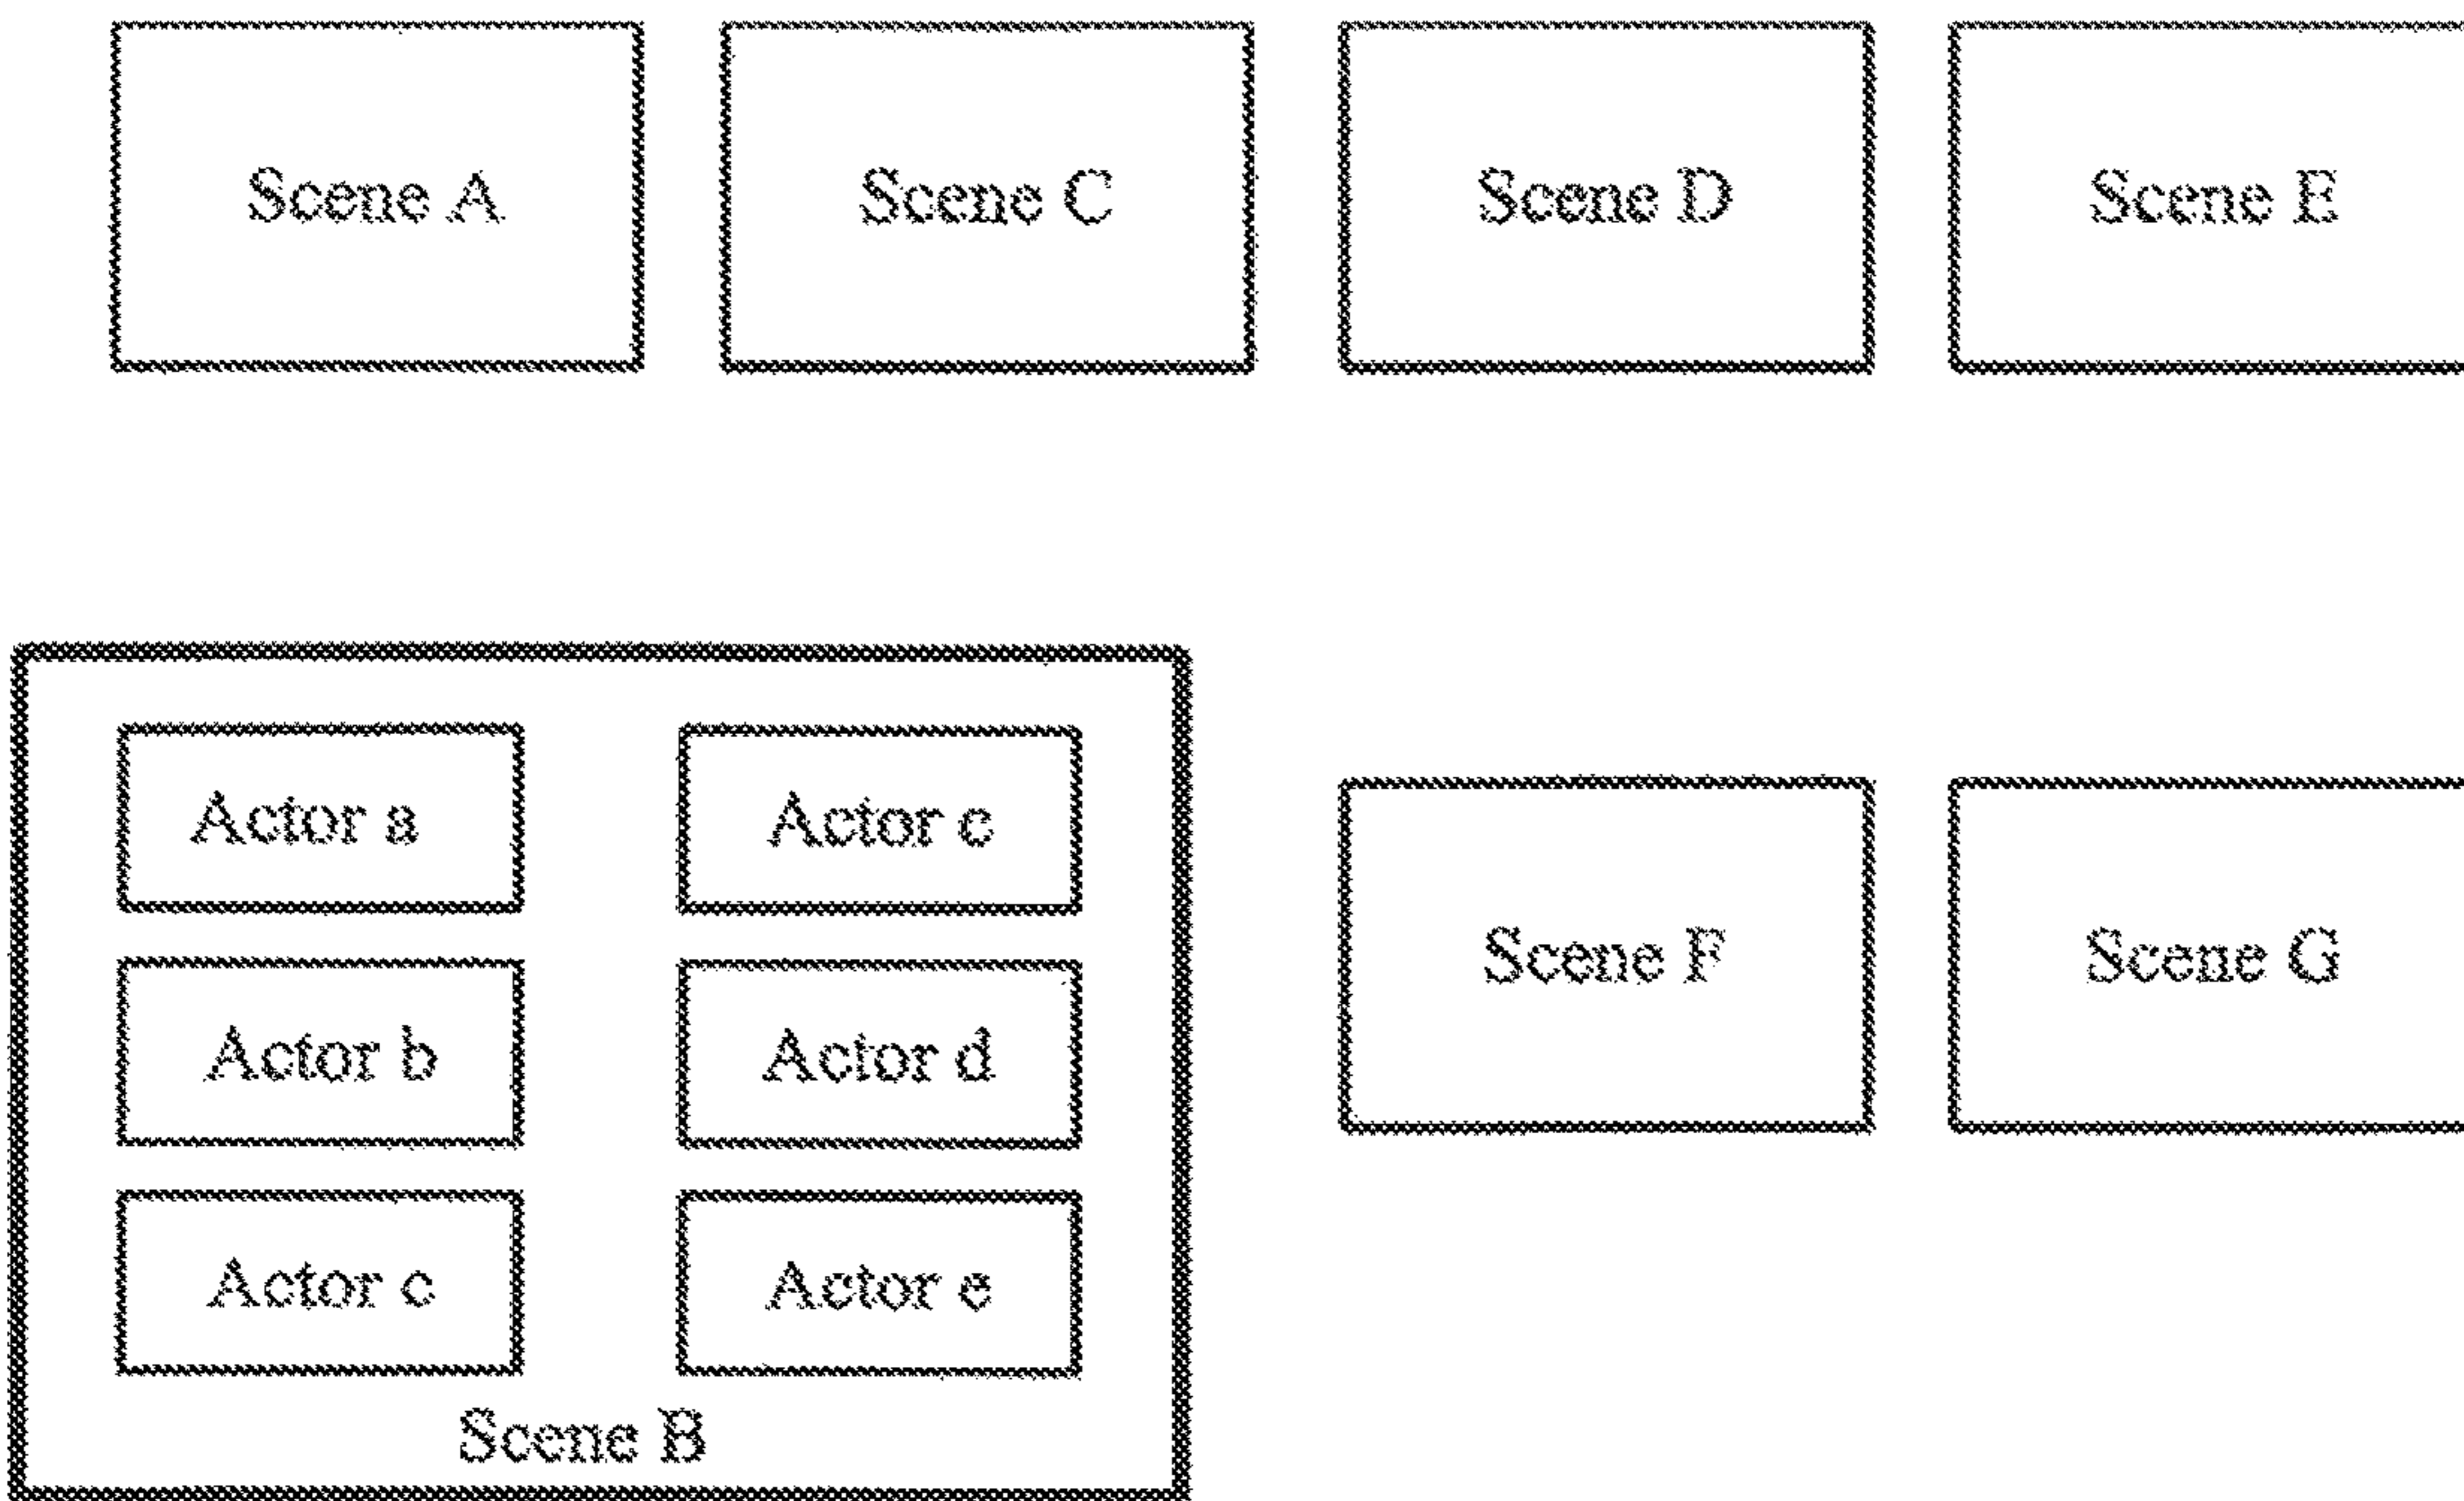 Scene A
Scene C
Scene D
Scene E
Actor a
Actor c
Actor b
Actor d
Actor c
Actor e
Scene B
Scene F
Scene G